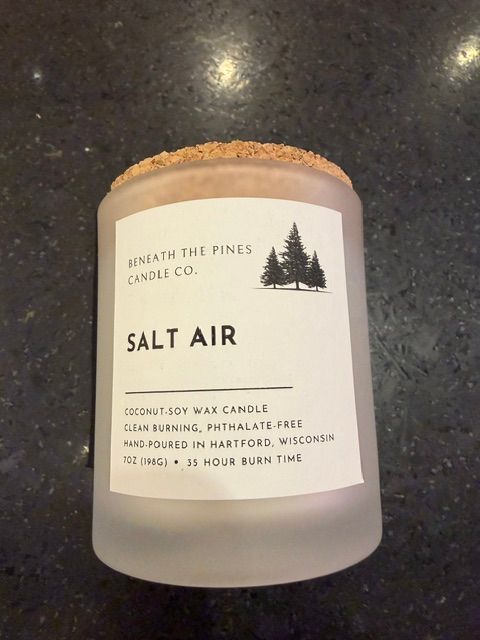 BENEATH THE PINES
CANDLE CO.
SALT AIR
COCONUT-SOY WAX CANDLE
CLEAN BURNING, PHTHALATE-FREE
HAND-POURED IN HARTFORD, WISCONSIN
7OZ (198G) • 35 HOUR BURN TIME